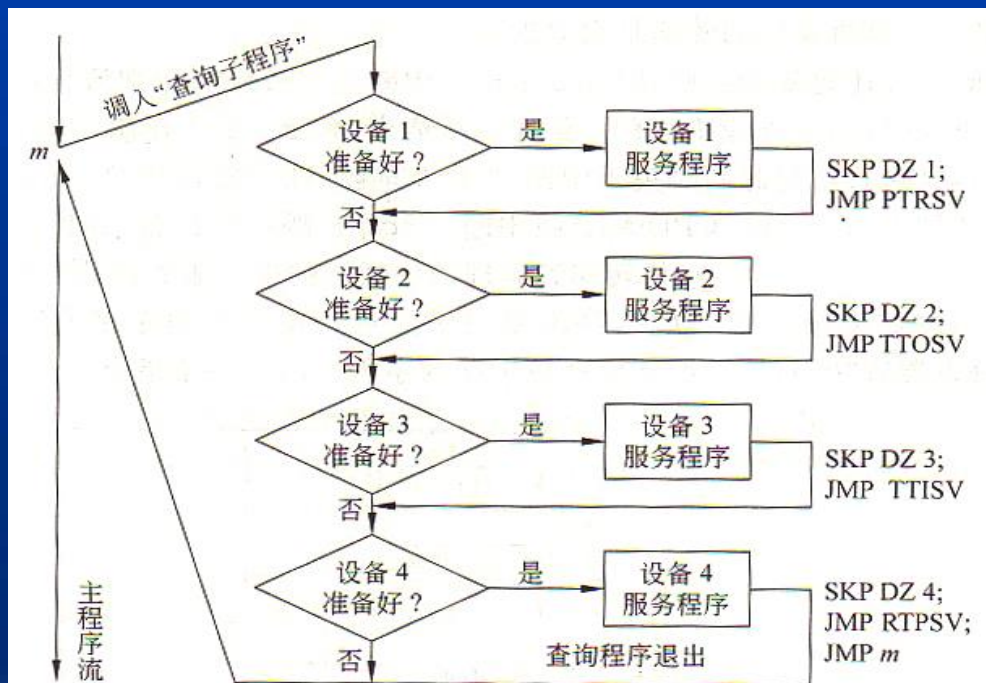 调入“查询子程序”
m
设备 1
准备好？
是
设备 1
服务程序
SKP DZ 1;
JMP PTRSV
否
设备 2
准备好？
是
设备 2
服务程序
SKP DZ 2;
JMP TTOSV
否
设备 3
准备好？
是
设备 3
服务程序
SKP DZ 3;
JMP TTISV
否
设备 4
准备好？
是
设备 4
服务程序
SKP DZ 4;
JMP RTPSV;
JMP m
否
查询程序退出
主程序流